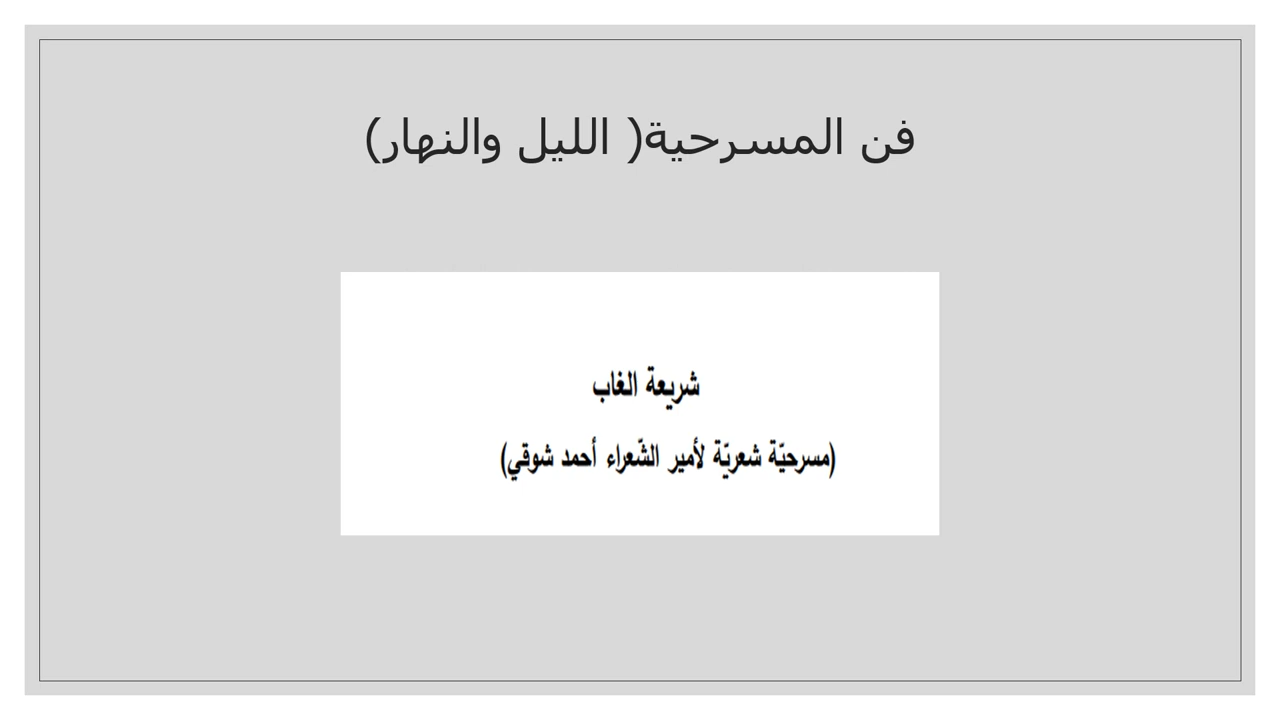 فن المسرحية( الليل والنهار)
شريعة الغاب
(مسرحيّة شعريّة لأمير الشّعراء أحمد شوقي)